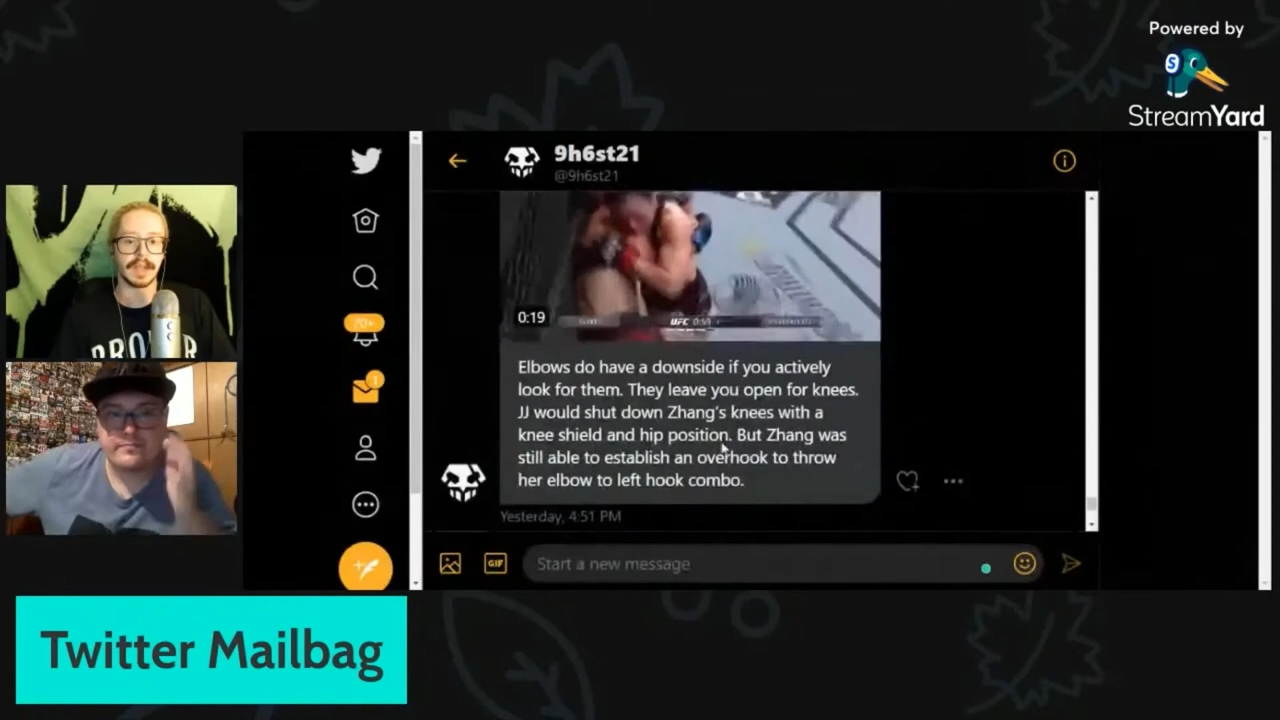 Powered by
StreamYard
9h6st21
@9h6st21
20+
1
0:19
UFC 0:59
Elbows do have a downside if you actively
look for them. They leave you open for knees.
JJ would shut down Zhang's knees with a
knee shield and hip position. But Zhang was
still able to establish an overhook to throw
her elbow to left hook combo.
Yesterday, 4:51 PM
GIF
Start a new message
Twitter Mailbag